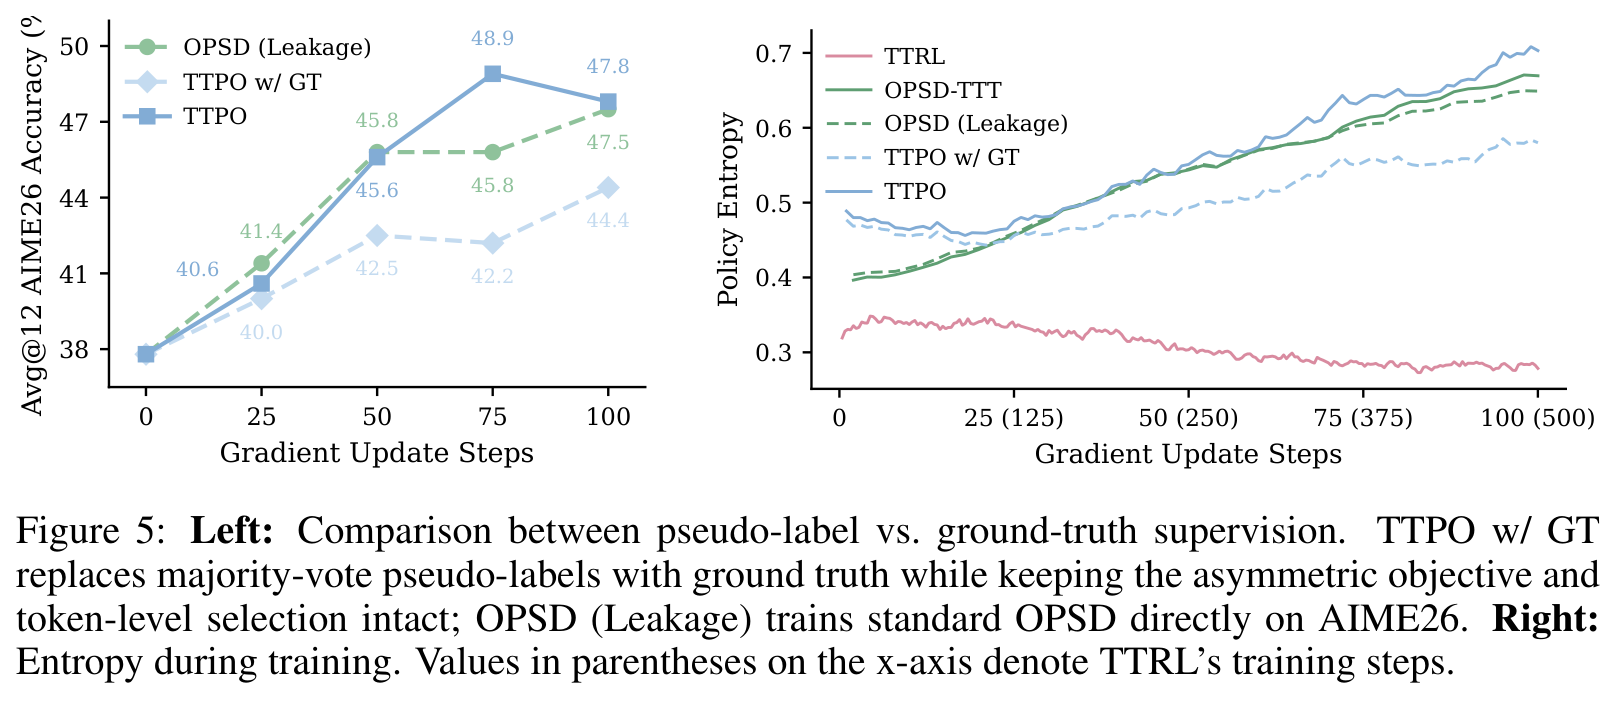 Avg@12 AIME26 Accuracy (%
50
47
44
41
38
OPSD (Leakage)
TTPO w/ GT
TTPO
48.9
47.8
45.8
47.5
45.6
45.8
44.4
41.4
40.6
42.5
42.2
40.0
0 25 50 75 100
Gradient Update Steps
Policy Entropy
0.7
0.6
0.5
0.4
0.3
TTRL
OPSD-TTT
OPSD (Leakage)
TTPO w/ GT
TTPO
0 25 (125) 50 (250) 75 (375) 100 (500)
Gradient Update Steps
Figure 5: Left: Comparison between pseudo-label vs. ground-truth supervision. TTPO w/ GT
replaces majority-vote pseudo-labels with ground truth while keeping the asymmetric objective and
token-level selection intact; OPSD (Leakage) trains standard OPSD directly on AIME26. Right:
Entropy during training. Values in parentheses on the x-axis denote TTRL's training steps.